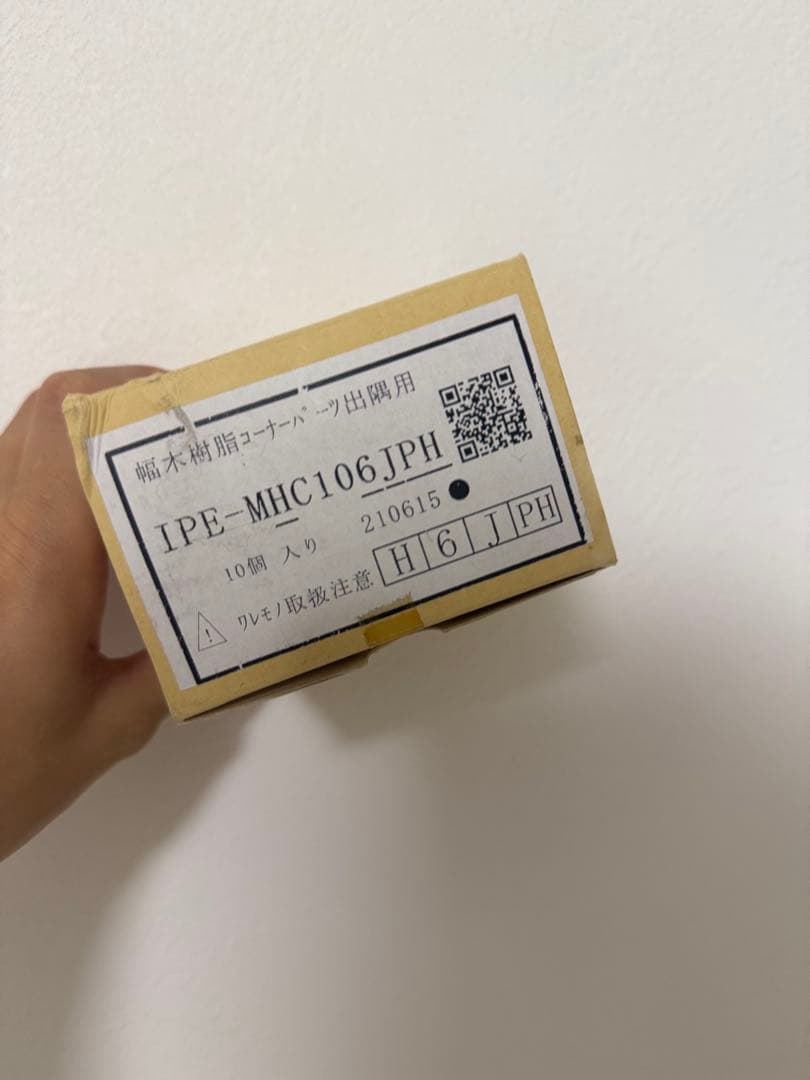 幅木樹脂コーナーパーツ出隅用
IPE-MHC106JPH
10個 入り 210615
ワレモノ取扱注意 H 6 J PH